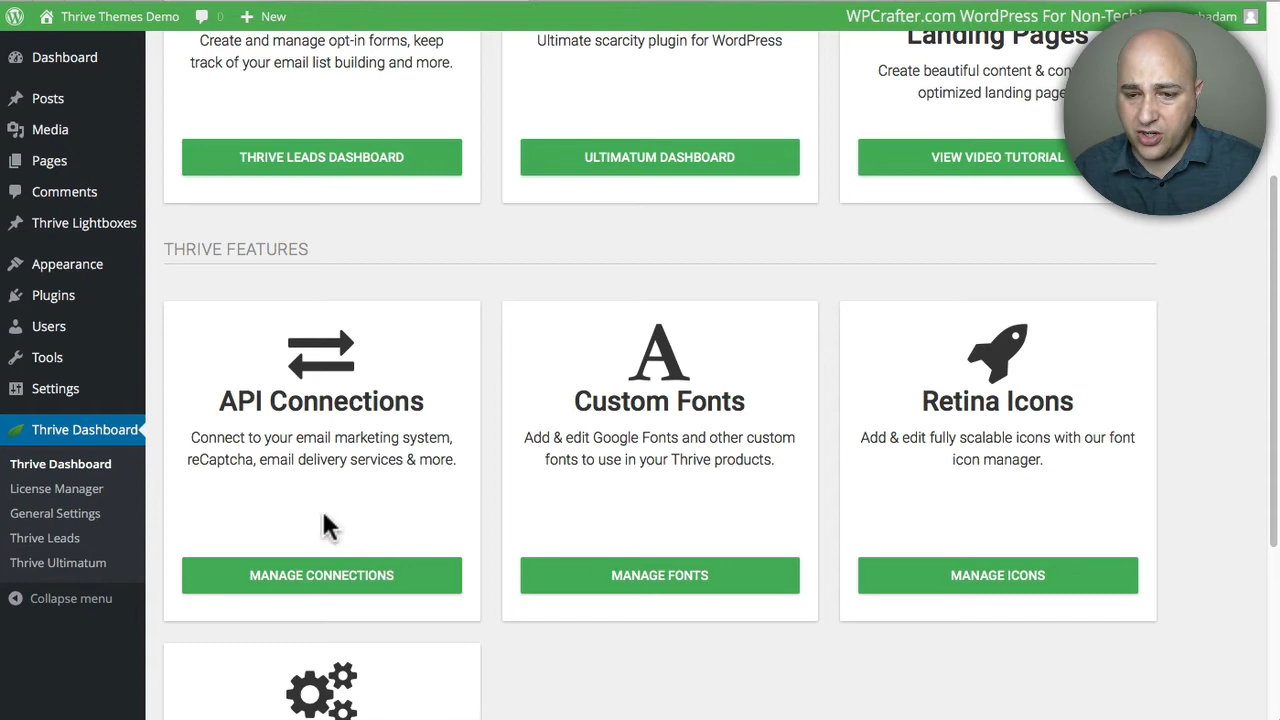 Thrive Themes Demo
0
New
WPCrafter.com WordPress For Non-Techi
hadam
Dashboard
Posts
Media
Pages
Comments
Thrive Lightboxes
Appearance
Plugins
Users
Tools
Settings
Thrive Dashboard
Thrive Dashboard
License Manager
General Settings
Thrive Leads
Thrive Ultimatum
Collapse menu
Create and manage opt-in forms, keep
track of your email list building and more.
THRIVE LEADS DASHBOARD
Ultimate scarcity plugin for WordPress
ULTIMATUM DASHBOARD
Landing Pages
Create beautiful content &
optimized landing page
VIEW VIDEO TUTORIAL
THRIVE FEATURES
API Connections
Connect to your email marketing system,
reCaptcha, email delivery services & more.
MANAGE CONNECTIONS
A
Custom Fonts
Add & edit Google Fonts and other custom
fonts to use in your Thrive products.
MANAGE FONTS
Retina Icons
Add & edit fully scalable icons with our font
icon manager.
MANAGE ICONS